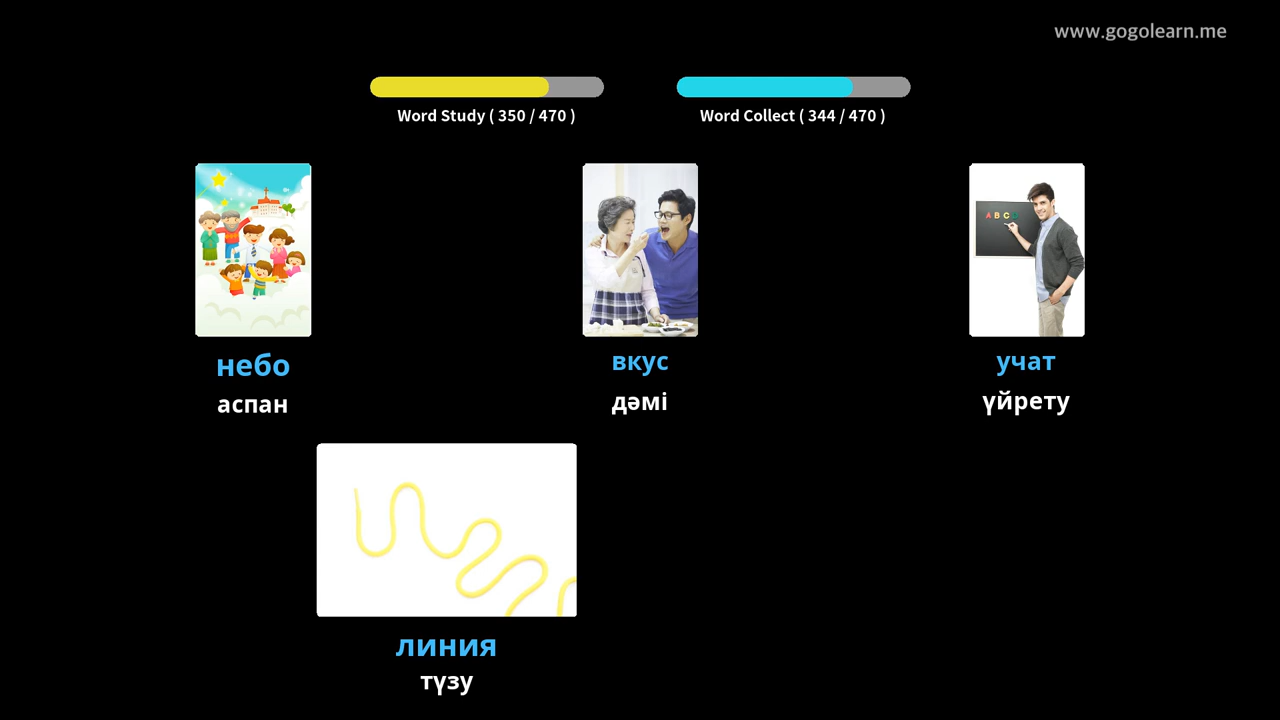 www.gogolearn.me
Word Study ( 350 / 470 )
Word Collect ( 344 / 470 )
A B C D
небо
аспан
вкус
дәмі
учат
үйрету
линия
түзу